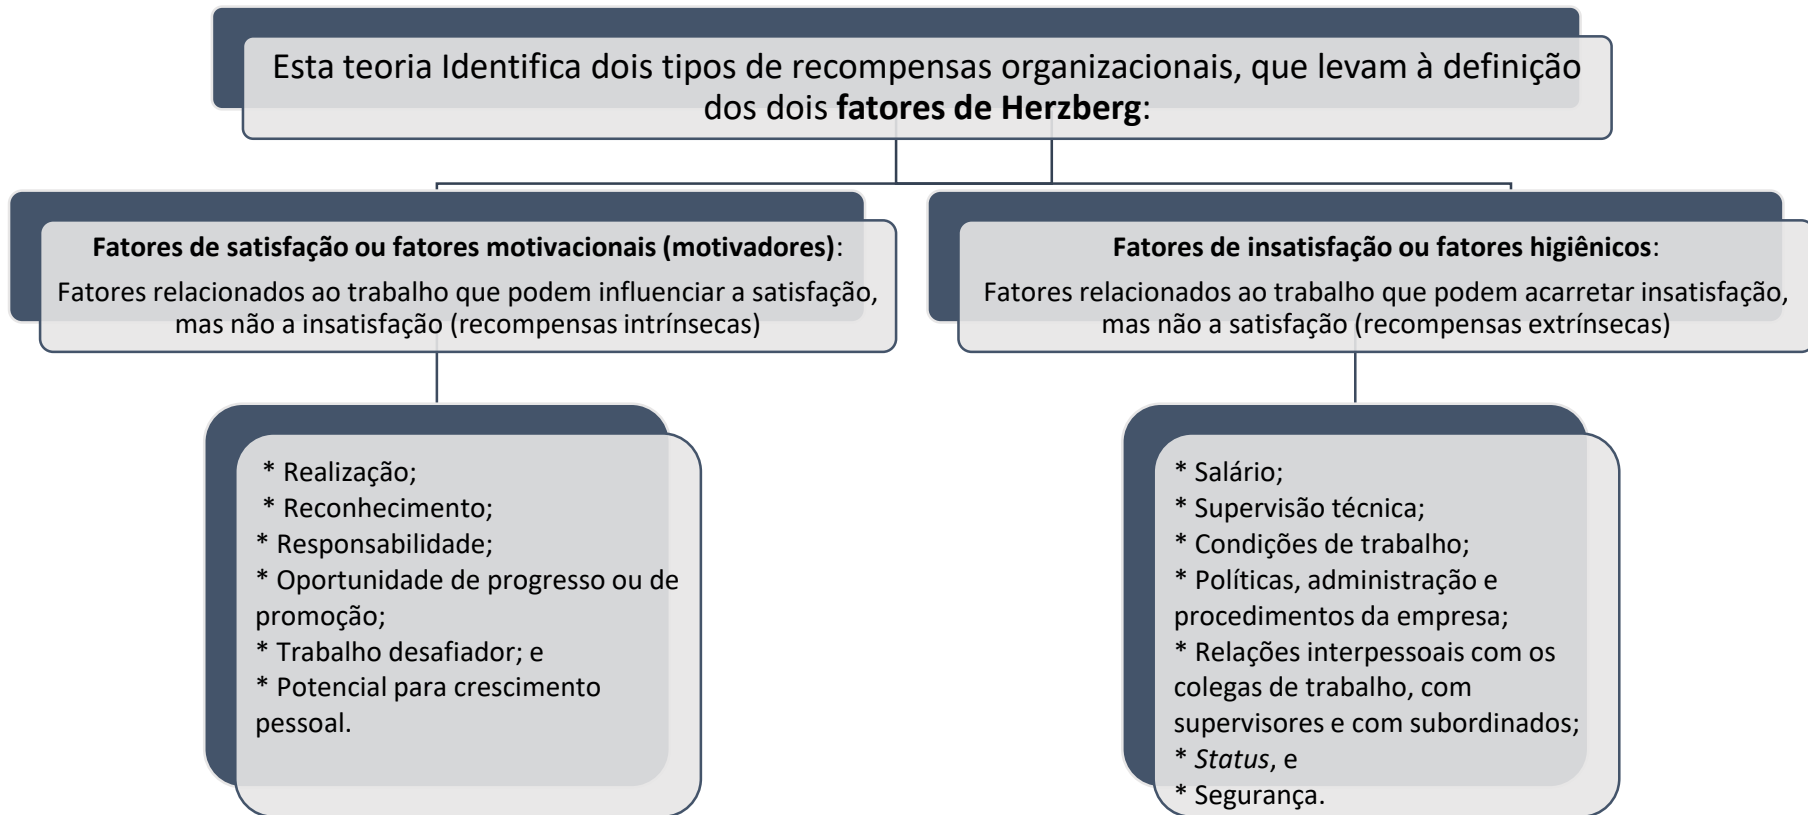 Esta teoria Identifica dois tipos de recompensas organizacionais, que levam à definição
dos dois fatores de Herzberg:
Fatores de satisfação ou fatores motivacionais (motivadores):
Fatores relacionados ao trabalho que podem influenciar a satisfação,
mas não a insatisfação (recompensas intrínsecas)
* Realização;
* Reconhecimento;
* Responsabilidade;
* Oportunidade de progresso ou de
promoção;
* Trabalho desafiador; e
* Potencial para crescimento
pessoal.
Fatores de insatisfação ou fatores higiênicos:
Fatores relacionados ao trabalho que podem acarretar insatisfação,
mas não a satisfação (recompensas extrínsecas)
* Salário;
* Supervisão técnica;
* Condições de trabalho;
* Políticas, administração e
procedimentos da empresa;
* Relações interpessoais com os
colegas de trabalho, com
supervisores e com subordinados;
* Status, e
* Segurança.